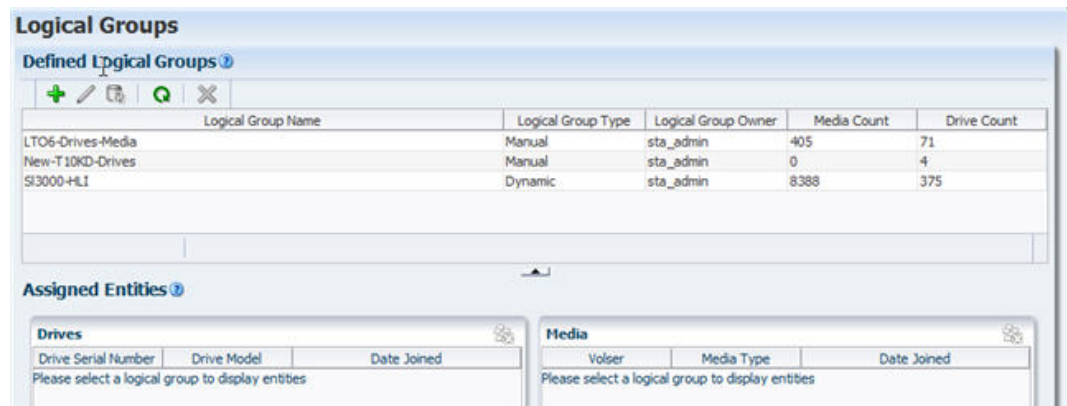 Logical Groups
Defined Logical Groups
Logical Group Name Logical Group Type Logical Group Owner Media Count Drive Count
LTO6-Drives-Media Manual sta_admin 405 71
New-T10KD-Drives Manual sta_admin 0 4
Sl3000-HLI Dynamic sta_admin 8388 375
Assigned Entities
Drives
Drive Serial Number Drive Model Date Joined
Please select a logical group to display entities
Media
Volser Media Type Date Joined
Please select a logical group to display entities